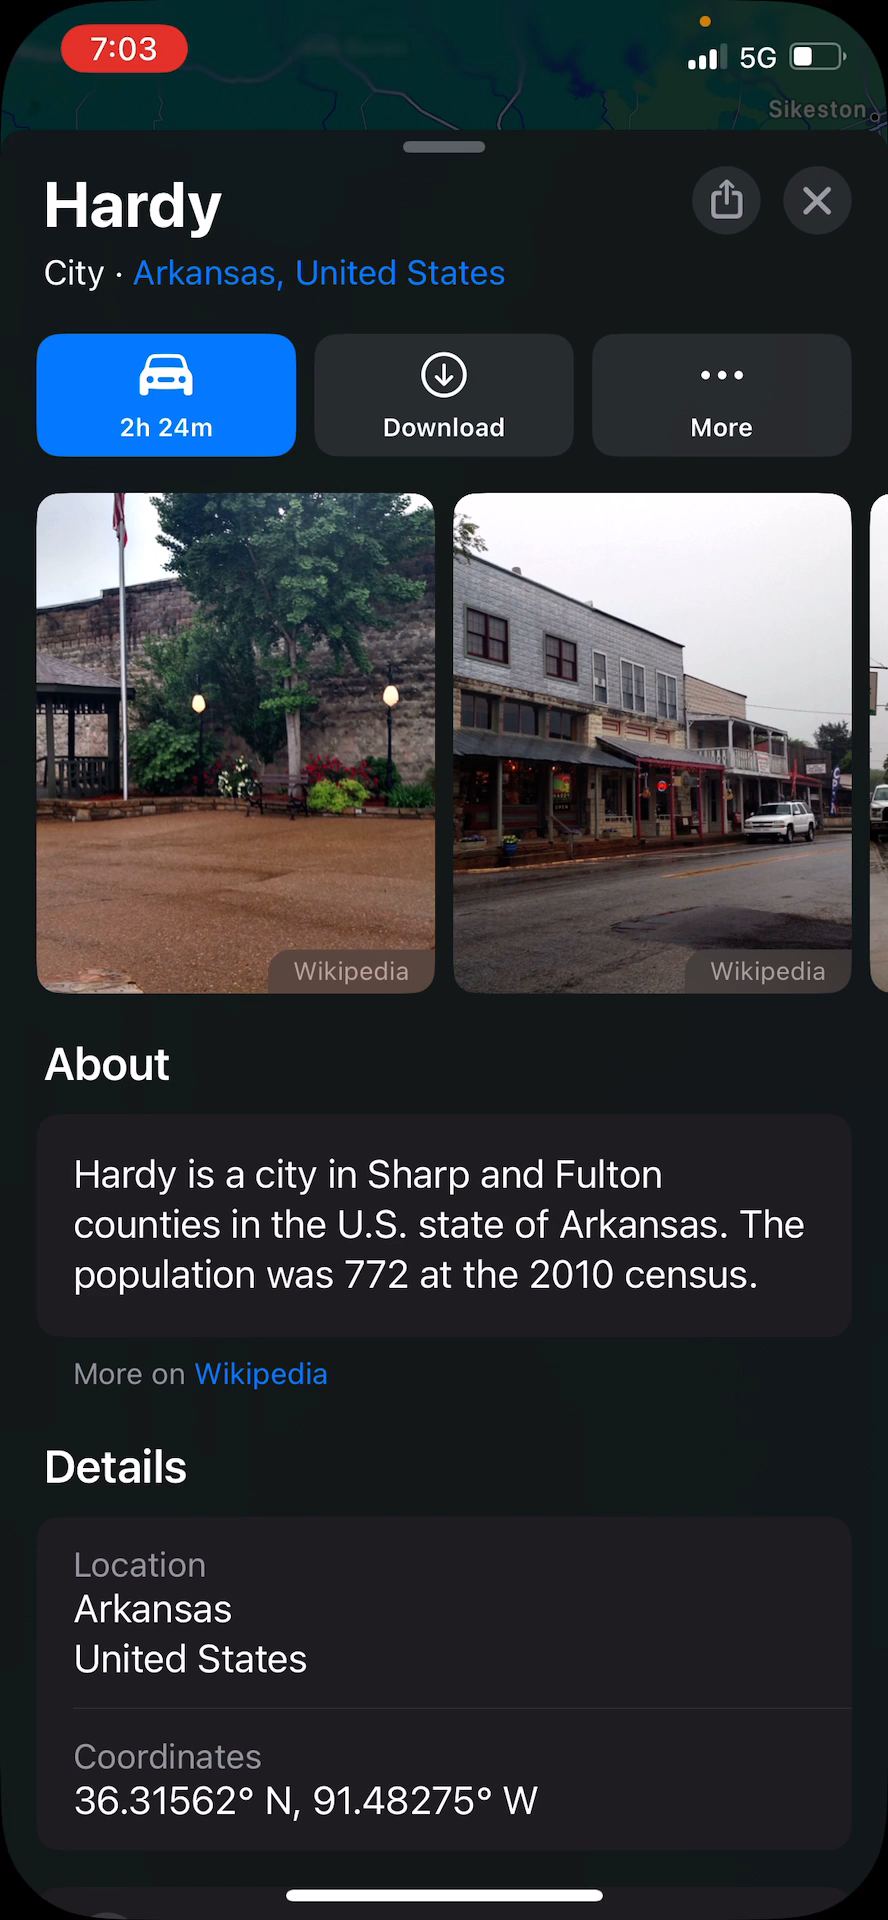 7:03
5G
Sikeston
Hardy
City · Arkansas, United States
2h 24m
Download
More
Wikipedia
Wikipedia
About
Hardy is a city in Sharp and Fulton
counties in the U.S. state of Arkansas. The
population was 772 at the 2010 census.
More on Wikipedia
Details
Location
Arkansas
United States
Coordinates
36.31562° N, 91.48275° W